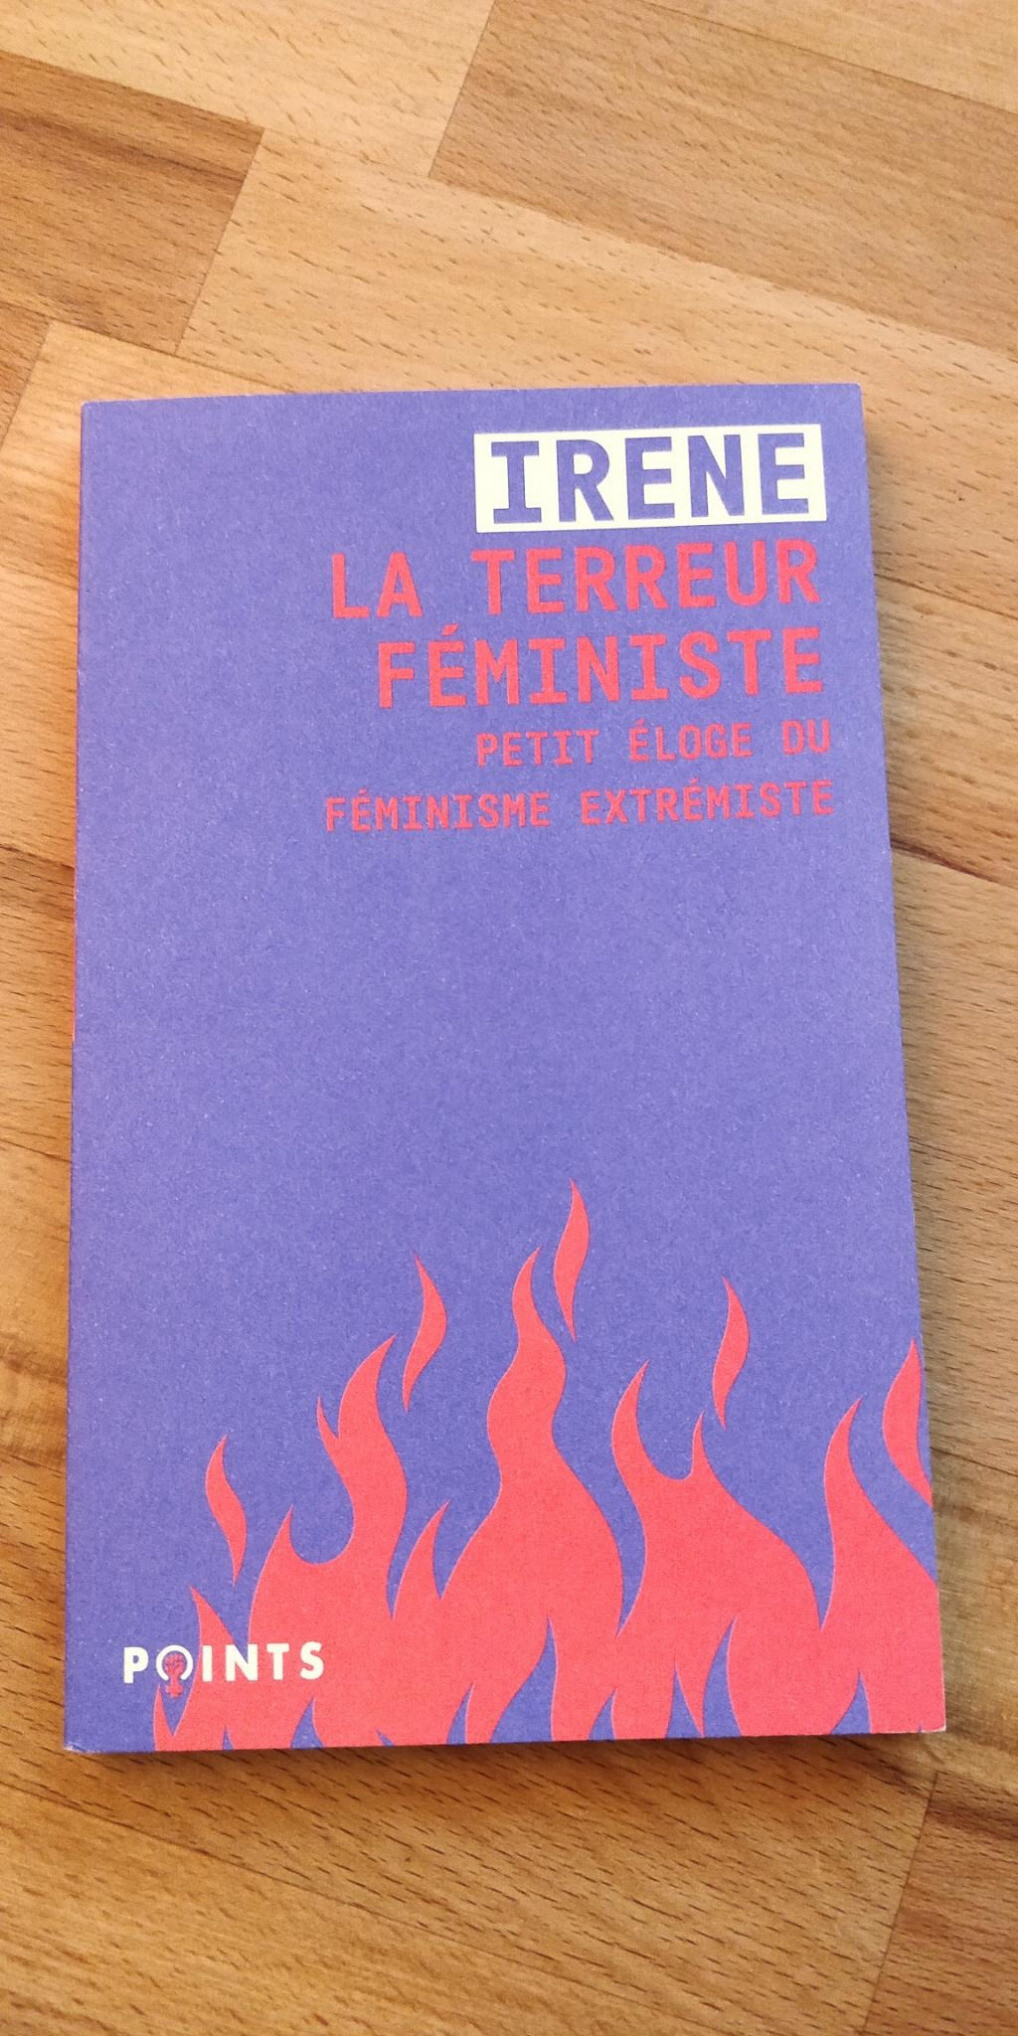 IRENE
LA TERREUR
FÉMINISTE
PETIT ÉLOGE DU
FÉMINISME EXTRÉMISTE
POINTS